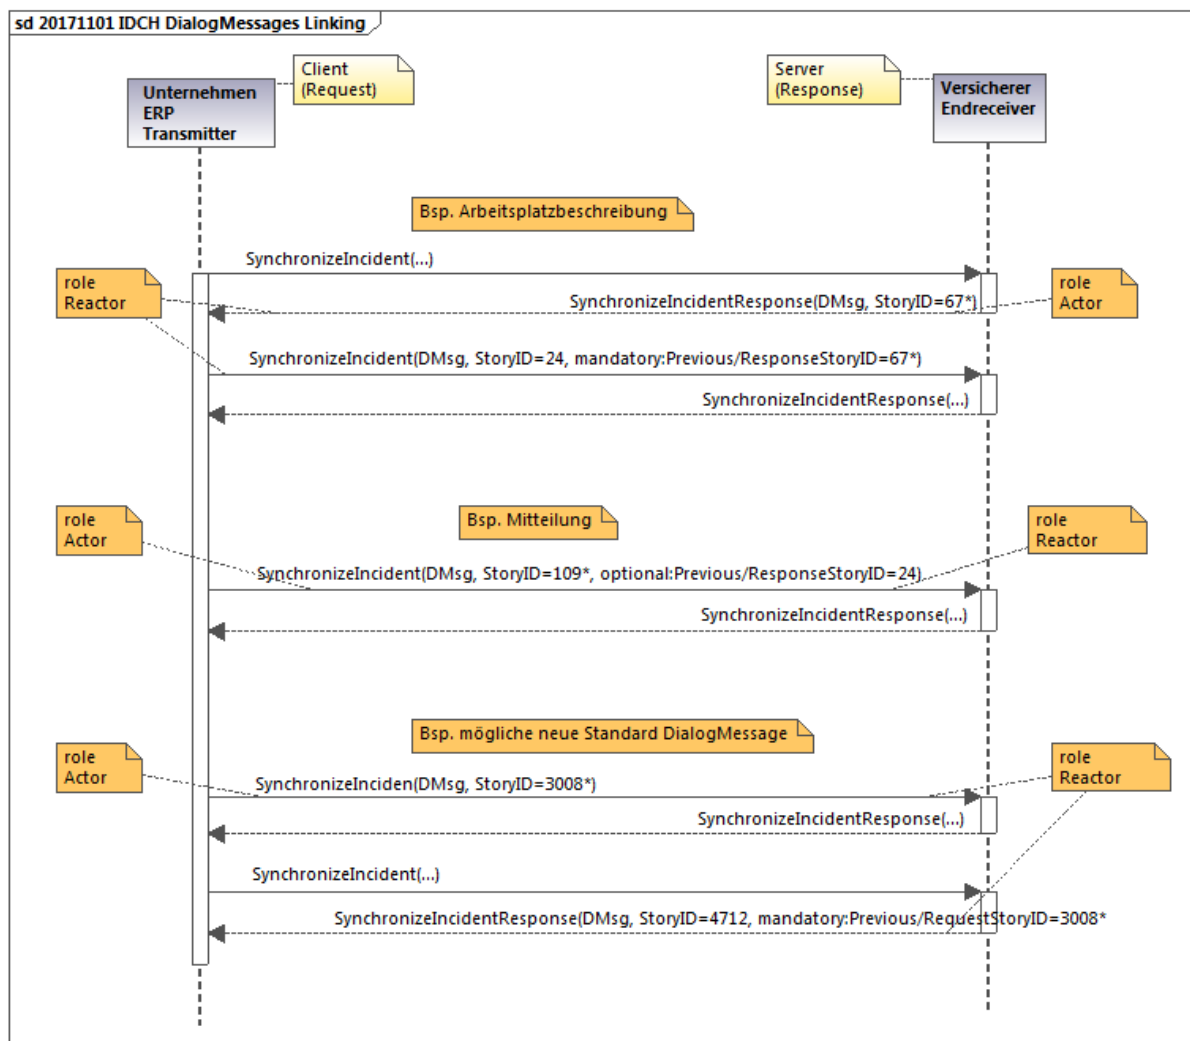 sd 20171101 IDCH DialogMessages Linking
Client
(Request)
Server
(Response)
Unternehmen
ERP
Transmitter
Versicherer
Endreceiver
Bsp. Arbeitsplatzbeschreibung
SynchronizeIncident(...)
role
Reactor
SynchronizeIncidentResponse(DMsg, StoryID=67*)
role
Actor
SynchronizeIncident(DMsg, StoryID=24, mandatory:Previous/ResponseStoryID=67*)
SynchronizeIncidentResponse(...)
role
Actor
Bsp. Mitteilung
role
Reactor
SynchronizeIncident(DMsg, StoryID=109*, optional:Previous/ResponseStoryID=24)
SynchronizeIncidentResponse(...)
Bsp. mögliche neue Standard DialogMessage
role
Actor
role
Reactor
SynchronizeInciden(DMsg, StoryID=3008*)
SynchronizeIncidentResponse(...)
SynchronizeIncident(...)
SynchronizeIncidentResponse(DMsg, StoryID=4712, mandatory:Previous/RequestStoryID=3008*